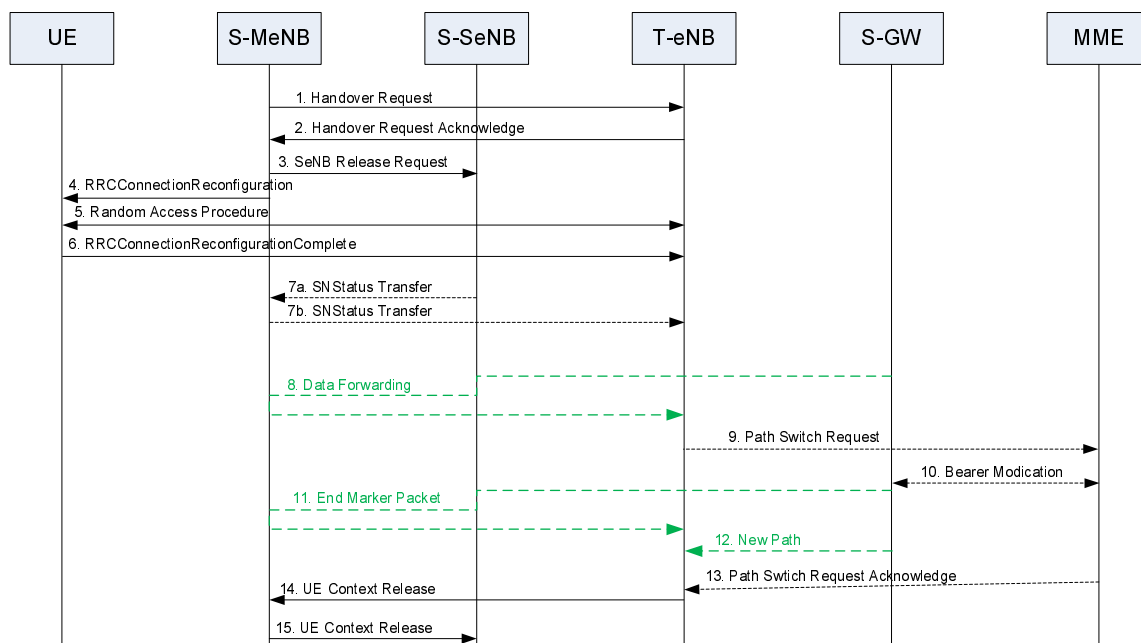 UE
S-MeNB
S-SeNB
T-eNB
S-GW
MME
1. Handover Request
2. Handover Request Acknowledge
3. SeNB Release Request
4. RRCConnectionReconfiguration
5. Random Access Procedure
6. RRCConnectionReconfigurationComplete
7a. SNStatus Transfer
7b. SNStatus Transfer
8. Data Forwarding
9. Path Switch Request
10. Bearer Modication
11. End Marker Packet
12. New Path
13. Path Swtich Request Acknowledge
14. UE Context Release
15. UE Context Release